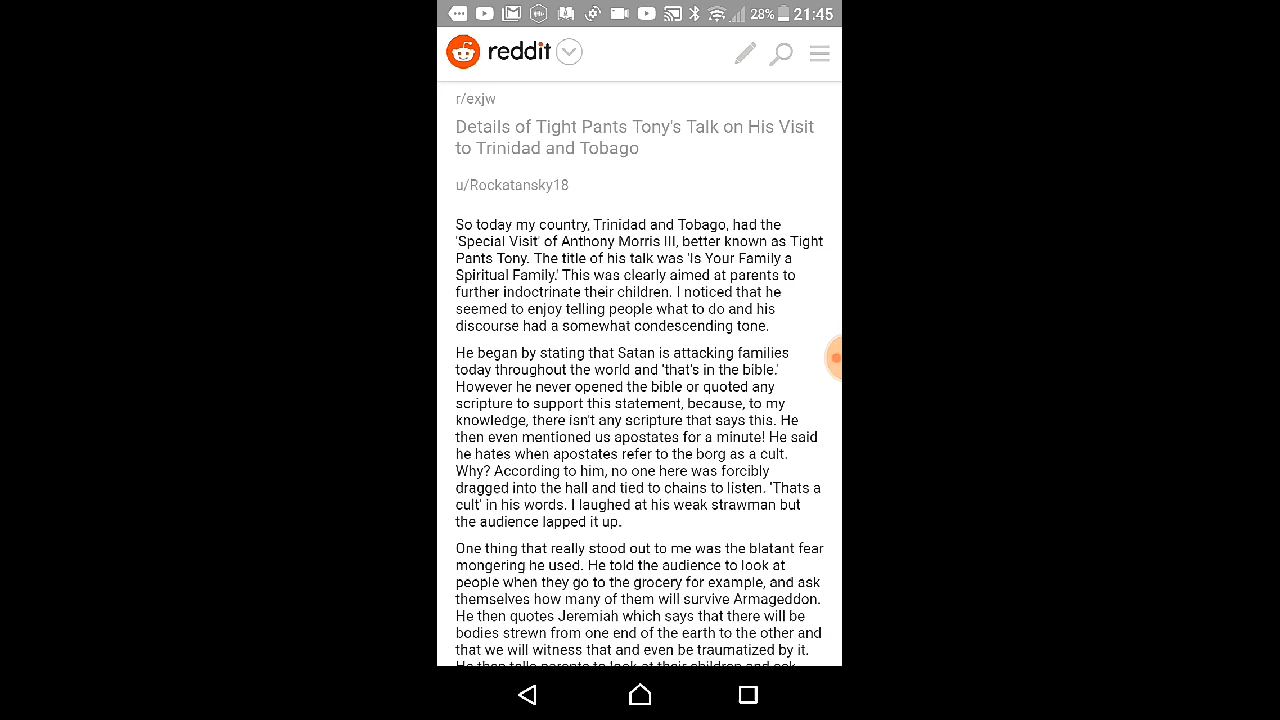 28% 21:45
reddit
r/exjw
Details of Tight Pants Tony's Talk on His Visit
to Trinidad and Tobago
u/Rockatansky18
So today my country, Trinidad and Tobago, had the
'Special Visit' of Anthony Morris III, better known as Tight
Pants Tony. The title of his talk was 'Is Your Family a
Spiritual Family.' This was clearly aimed at parents to
further indoctrinate their children. I noticed that he
seemed to enjoy telling people what to do and his
discourse had a somewhat condescending tone.
He began by stating that Satan is attacking families
today throughout the world and 'that's in the bible.'
However he never opened the bible or quoted any
scripture to support this statement, because, to my
knowledge, there isn't any scripture that says this. He
then even mentioned us apostates for a minute! He said
he hates when apostates refer to the borg as a cult.
Why? According to him, no one here was forcibly
dragged into the hall and tied to chains to listen. 'Thats a
cult' in his words. I laughed at his weak strawman but
the audience lapped it up.
One thing that really stood out to me was the blatant fear
mongering he used. He told the audience to look at
people when they go to the grocery for example, and ask
themselves how many of them will survive Armageddon.
He then quotes Jeremiah which says that there will be
bodies strewn from one end of the earth to the other and
that we will witness that and even be traumatized by it.
He then tells parents to look at their children and ask